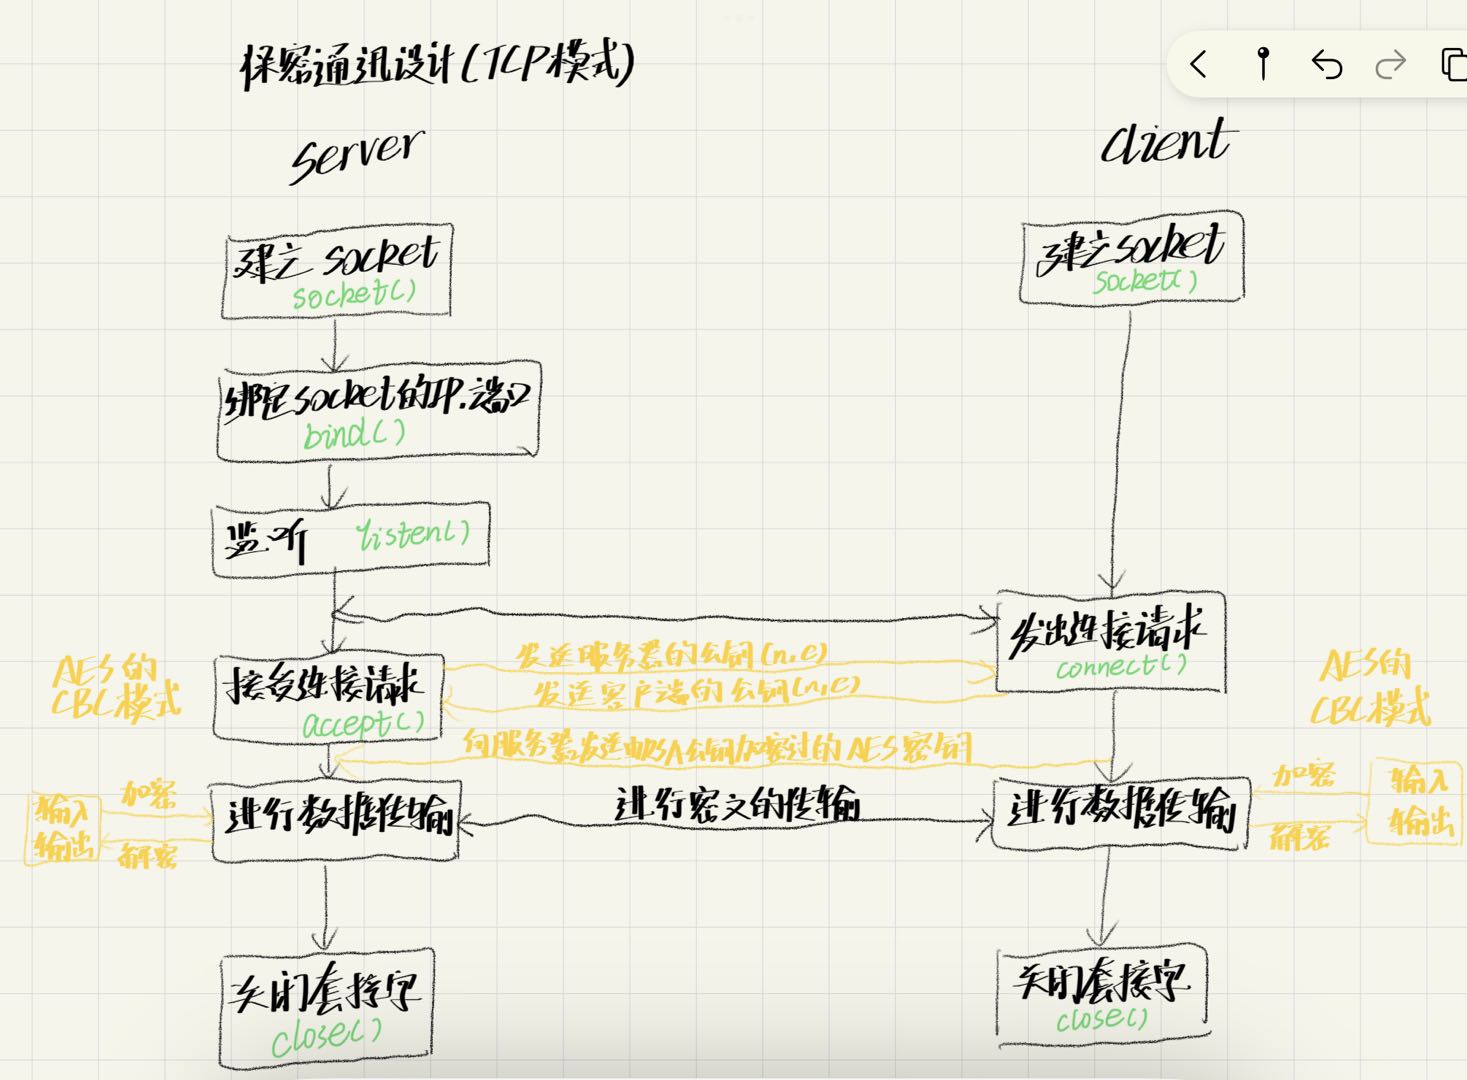 保密通讯设计(TCP模式)
Server
Client
建立 socket
socket()
建立socket
socket()
绑定socket的IP.端口
bind()
监听 listen()
发出连接请求
connect()
发送服务器的公钥(n,e)
发送客户端的公钥(n,e)
接受连接请求
accept()
AES的
CBC模式
AES的
CBC模式
向服务器发送由RSA公钥加密过的AES密钥
进行密文的传输
输入
输出
加密
解密
进行数据传输
进行数据传输
加密
解密
输入
输出
关闭套接字
close()
关闭套接字
close()